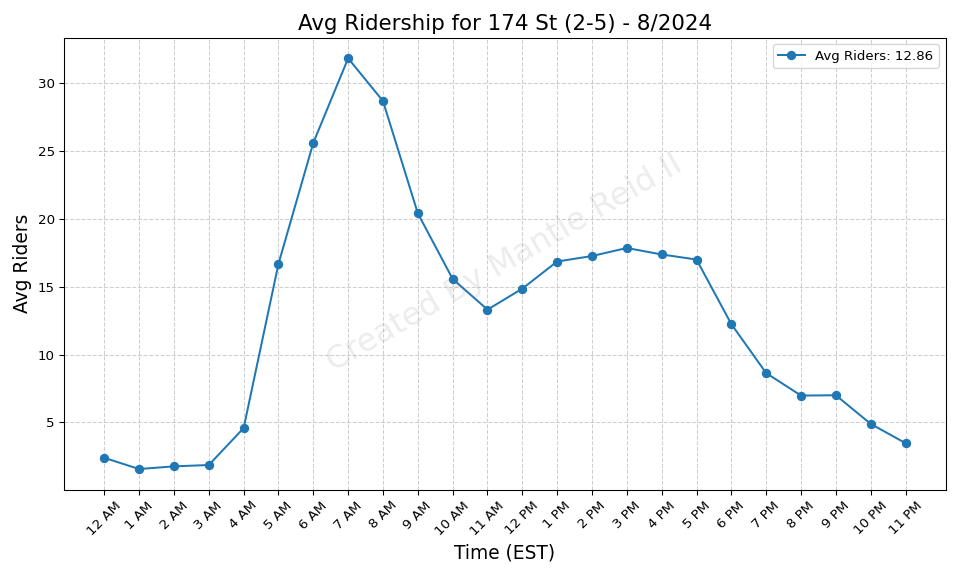 Avg Ridership for 174 St (2-5) - 8/2024
Avg Riders: 12.86
30
25
20
15
10
5
Avg Riders
Created By Mantle Reid II
12 AM
1 AM
2 AM
3 AM
4 AM
5 AM
6 AM
7 AM
8 AM
9 AM
10 AM
11 AM
12 PM
1 PM
2 PM
3 PM
4 PM
5 PM
6 PM
7 PM
8 PM
9 PM
10 PM
11 PM
Time (EST)